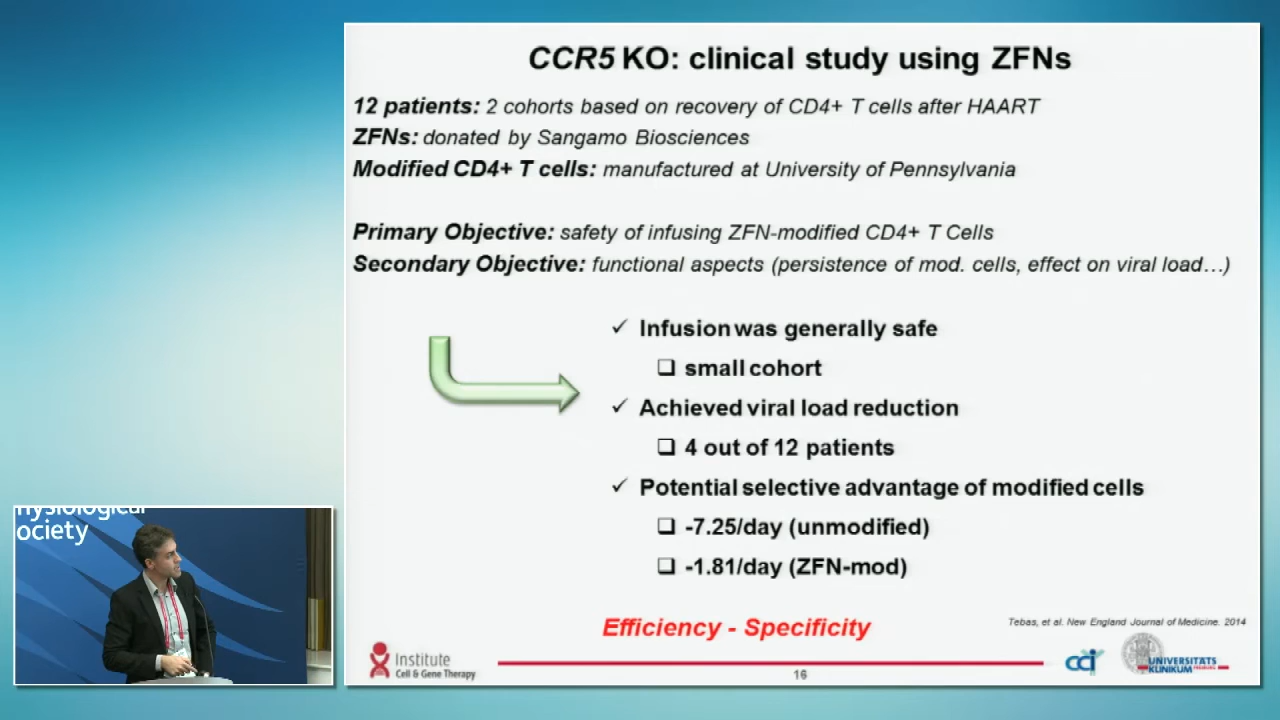 CCR5 KO: clinical study using ZFNs
12 patients: 2 cohorts based on recovery of CD4+ T cells after HAART
ZFNs: donated by Sangamo Biosciences
Modified CD4+ T cells: manufactured at University of Pennsylvania
Primary Objective: safety of infusing ZFN-modified CD4+ T Cells
Secondary Objective: functional aspects (persistence of mod. cells, effect on viral load…)
✓ Infusion was generally safe
❑ small cohort
✓ Achieved viral load reduction
❑ 4 out of 12 patients
✓ Potential selective advantage of modified cells
❑ -7.25/day (unmodified)
❑ -1.81/day (ZFN-mod)
Efficiency - Specificity
Tebas, et al. New England Journal of Medicine. 2014
Institute
Cell & Gene Therapy
16
cci
UNIVERSITÄTS
KLINIKUM FREIBURG
hysiological
ociety